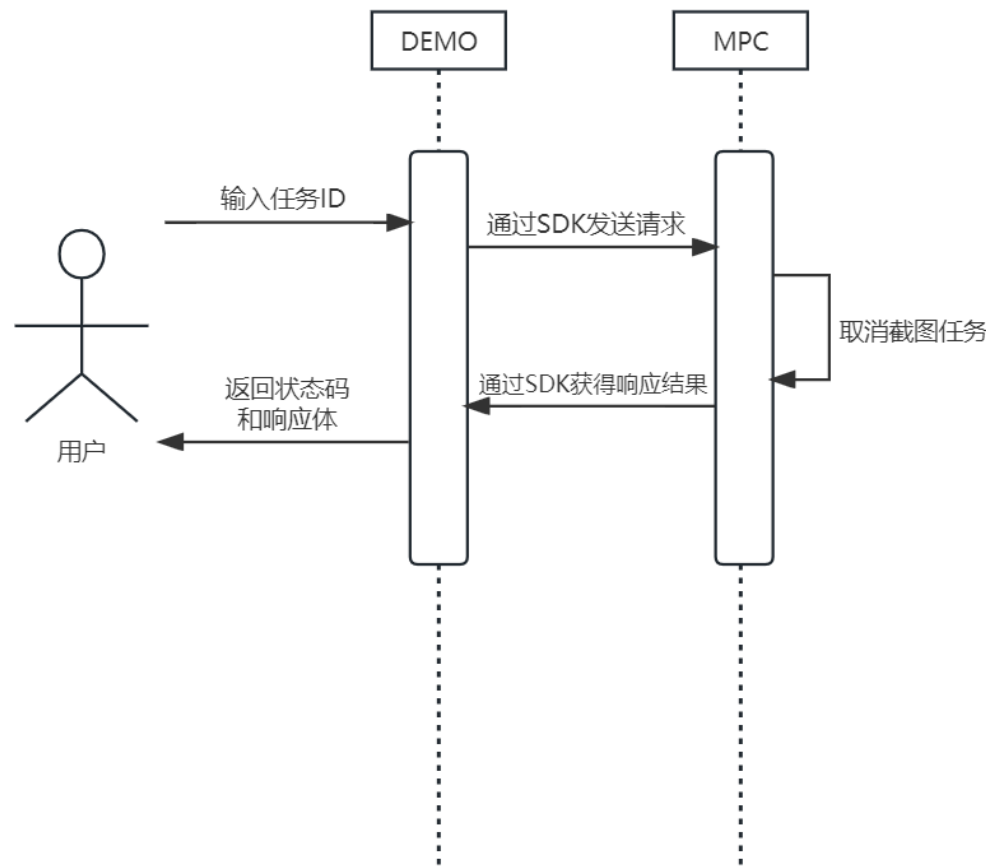 DEMO
MPC
输入任务ID
通过SDK发送请求
取消截图任务
通过SDK获得响应结果
返回状态码
和响应体
用户